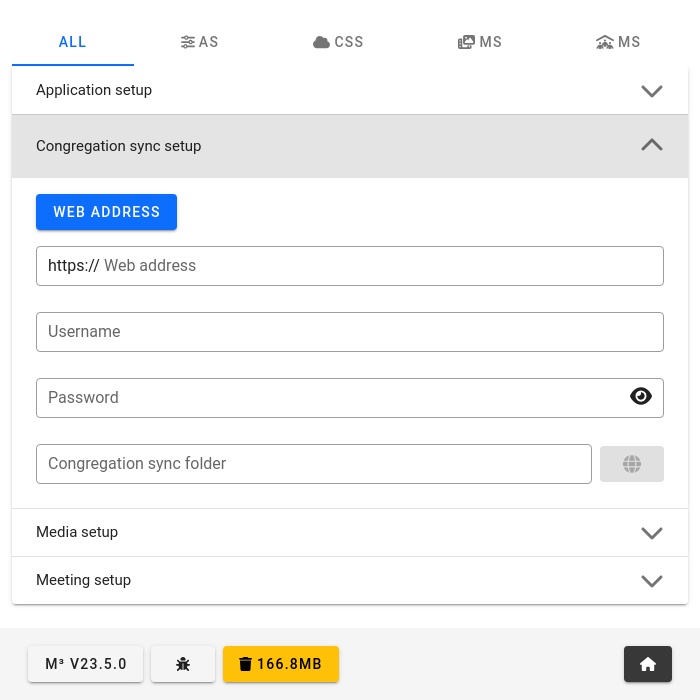 ALL AS CSS MS MS
Application setup
Congregation sync setup
WEB ADDRESS
https:// Web address
Username
Password
Congregation sync folder
Media setup
Meeting setup
M³ V23.5.0 166.8MB